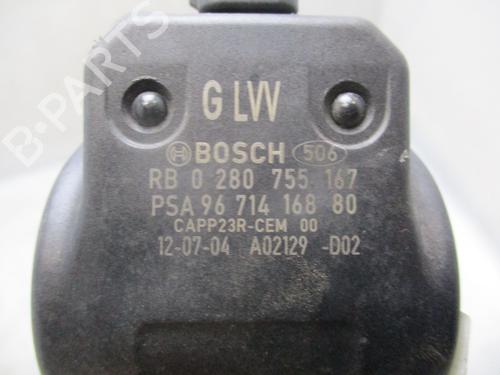 B-PARTS
G LW
BOSCH 506
RB 0 280 755 167
PSA 96 714 168 80
CAPP23R-CEM 00
12-07-04 A02129 -D02